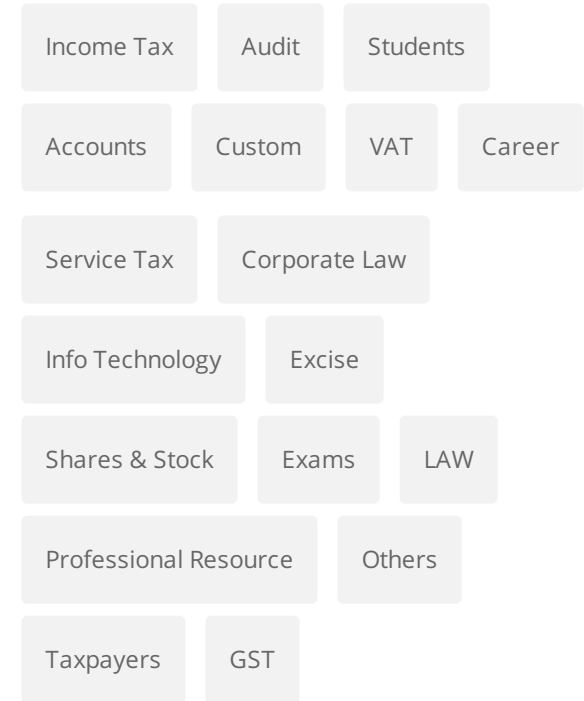 Income Tax Audit Students
Accounts Custom VAT Career
Service Tax Corporate Law
Info Technology Excise
Shares & Stock Exams LAW
Professional Resource Others
Taxpayers GST